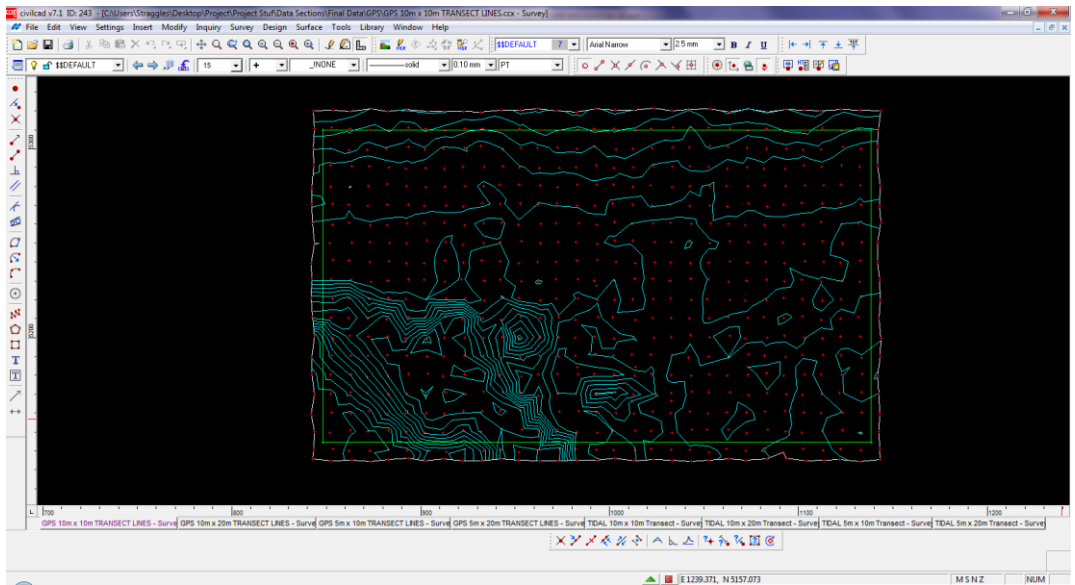 civilcad v7.1 ID: 243 - [C:\Users\Straggles\Desktop\Project\Project Stuf\Data Sections\Final Data\GPS\GPS 10m x 10m TRANSECT LINES.ccx - Survey]
File Edit View Settings Insert Modify Inquiry Survey Design Surface Tools Library Window Help
$$DEFAULT 7 Arial Narrow 2.5 mm B I U
$$DEFAULT 15 + _NONE solid 0.10 mm PT
5300
5200
T
T
L 700 800 900 1000 1100 1200
GPS 10m x 10m TRANSECT LINES - Surve GPS 10m x 20m TRANSECT LINES - Surve GPS 5m x 10m TRANSECT LINES - Surve GPS 5m x 20m TRANSECT LINES - Surve TIDAL 10m x 10m Transect - Surve TIDAL 10m x 20m Transect - Surve TIDAL 5m x 10m Transect - Surve TIDAL 5m x 20m Transect - Surve
E 1239.371, N 5157.073 M S N Z NUM